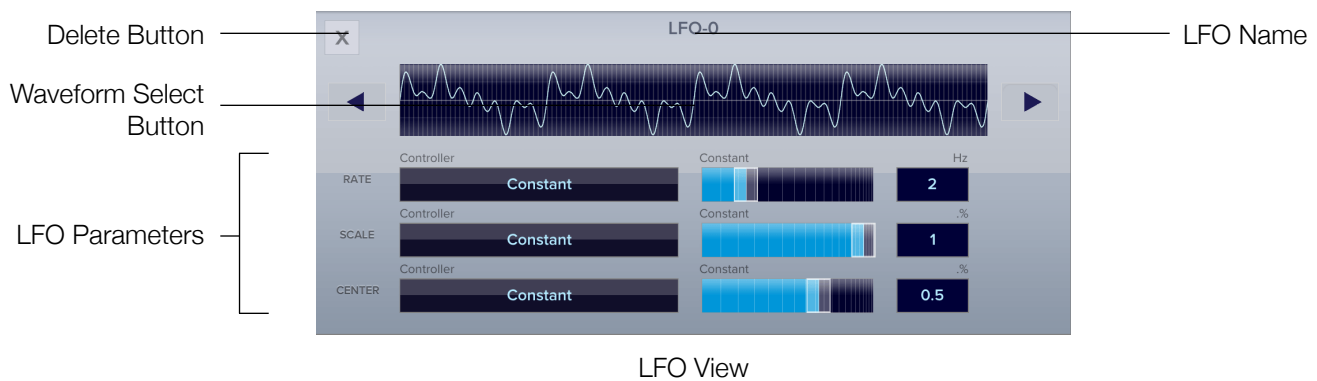 LFO-0
Delete Button
X
LFO Name
Waveform Select
Button
Controller Constant Hz
RATE Constant 2
Controller Constant .%
SCALE Constant 1
Controller Constant .%
CENTER Constant 0.5
LFO Parameters
LFO View